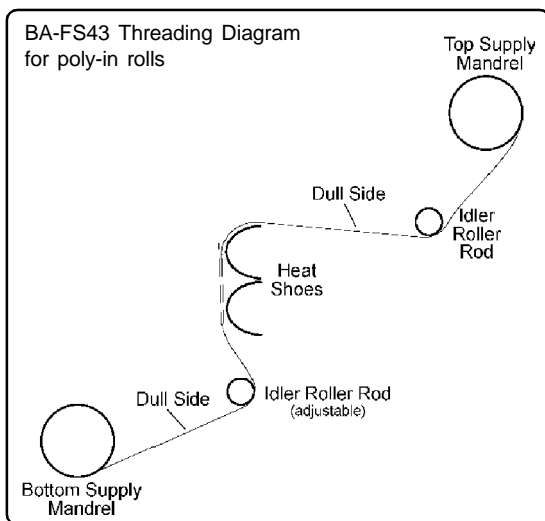 BA-FS43 Threading Diagram
for poly-in rolls
Top Supply
Mandrel
Dull Side
Idler
Roller
Rod
Heat
Shoes
Idler Roller Rod
(adjustable)
Dull Side
Bottom Supply
Mandrel